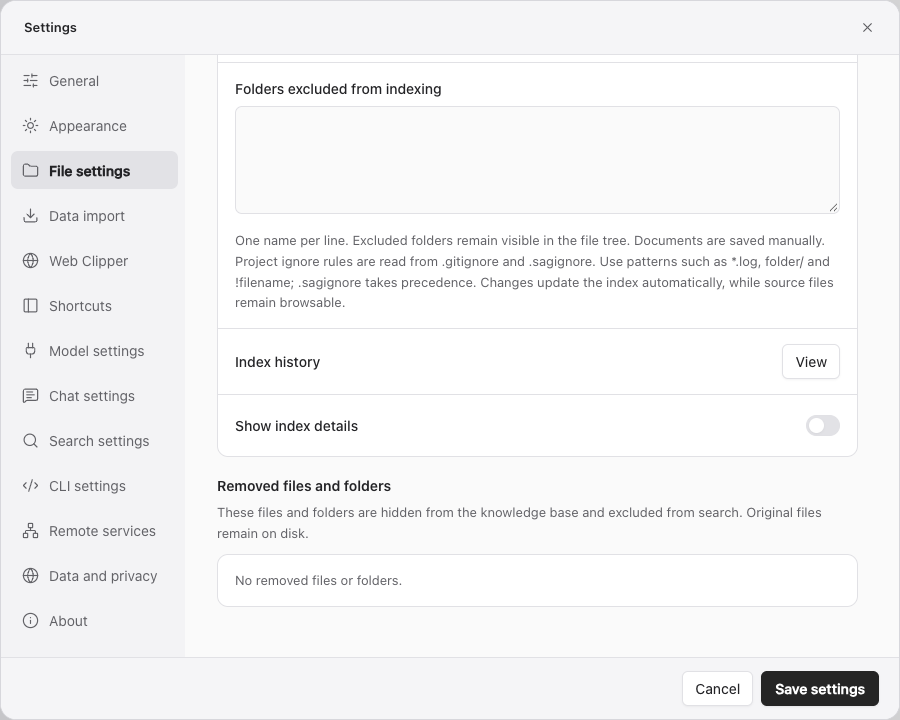 Settings
General
Appearance
File settings
Data import
Web Clipper
Shortcuts
Model settings
Chat settings
Search settings
CLI settings
Remote services
Data and privacy
About
Folders excluded from indexing
One name per line. Excluded folders remain visible in the file tree. Documents are saved manually.
Project ignore rules are read from .gitignore and .sagignore. Use patterns such as *.log, folder/ and
!filename; .sagignore takes precedence. Changes update the index automatically, while source files
remain browsable.
Index history
View
Show index details
Removed files and folders
These files and folders are hidden from the knowledge base and excluded from search. Original files
remain on disk.
No removed files or folders.
Cancel
Save settings